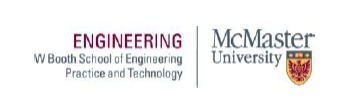 ENGINEERING
W Booth School of Engineering
Practice and Technology
McMaster
University